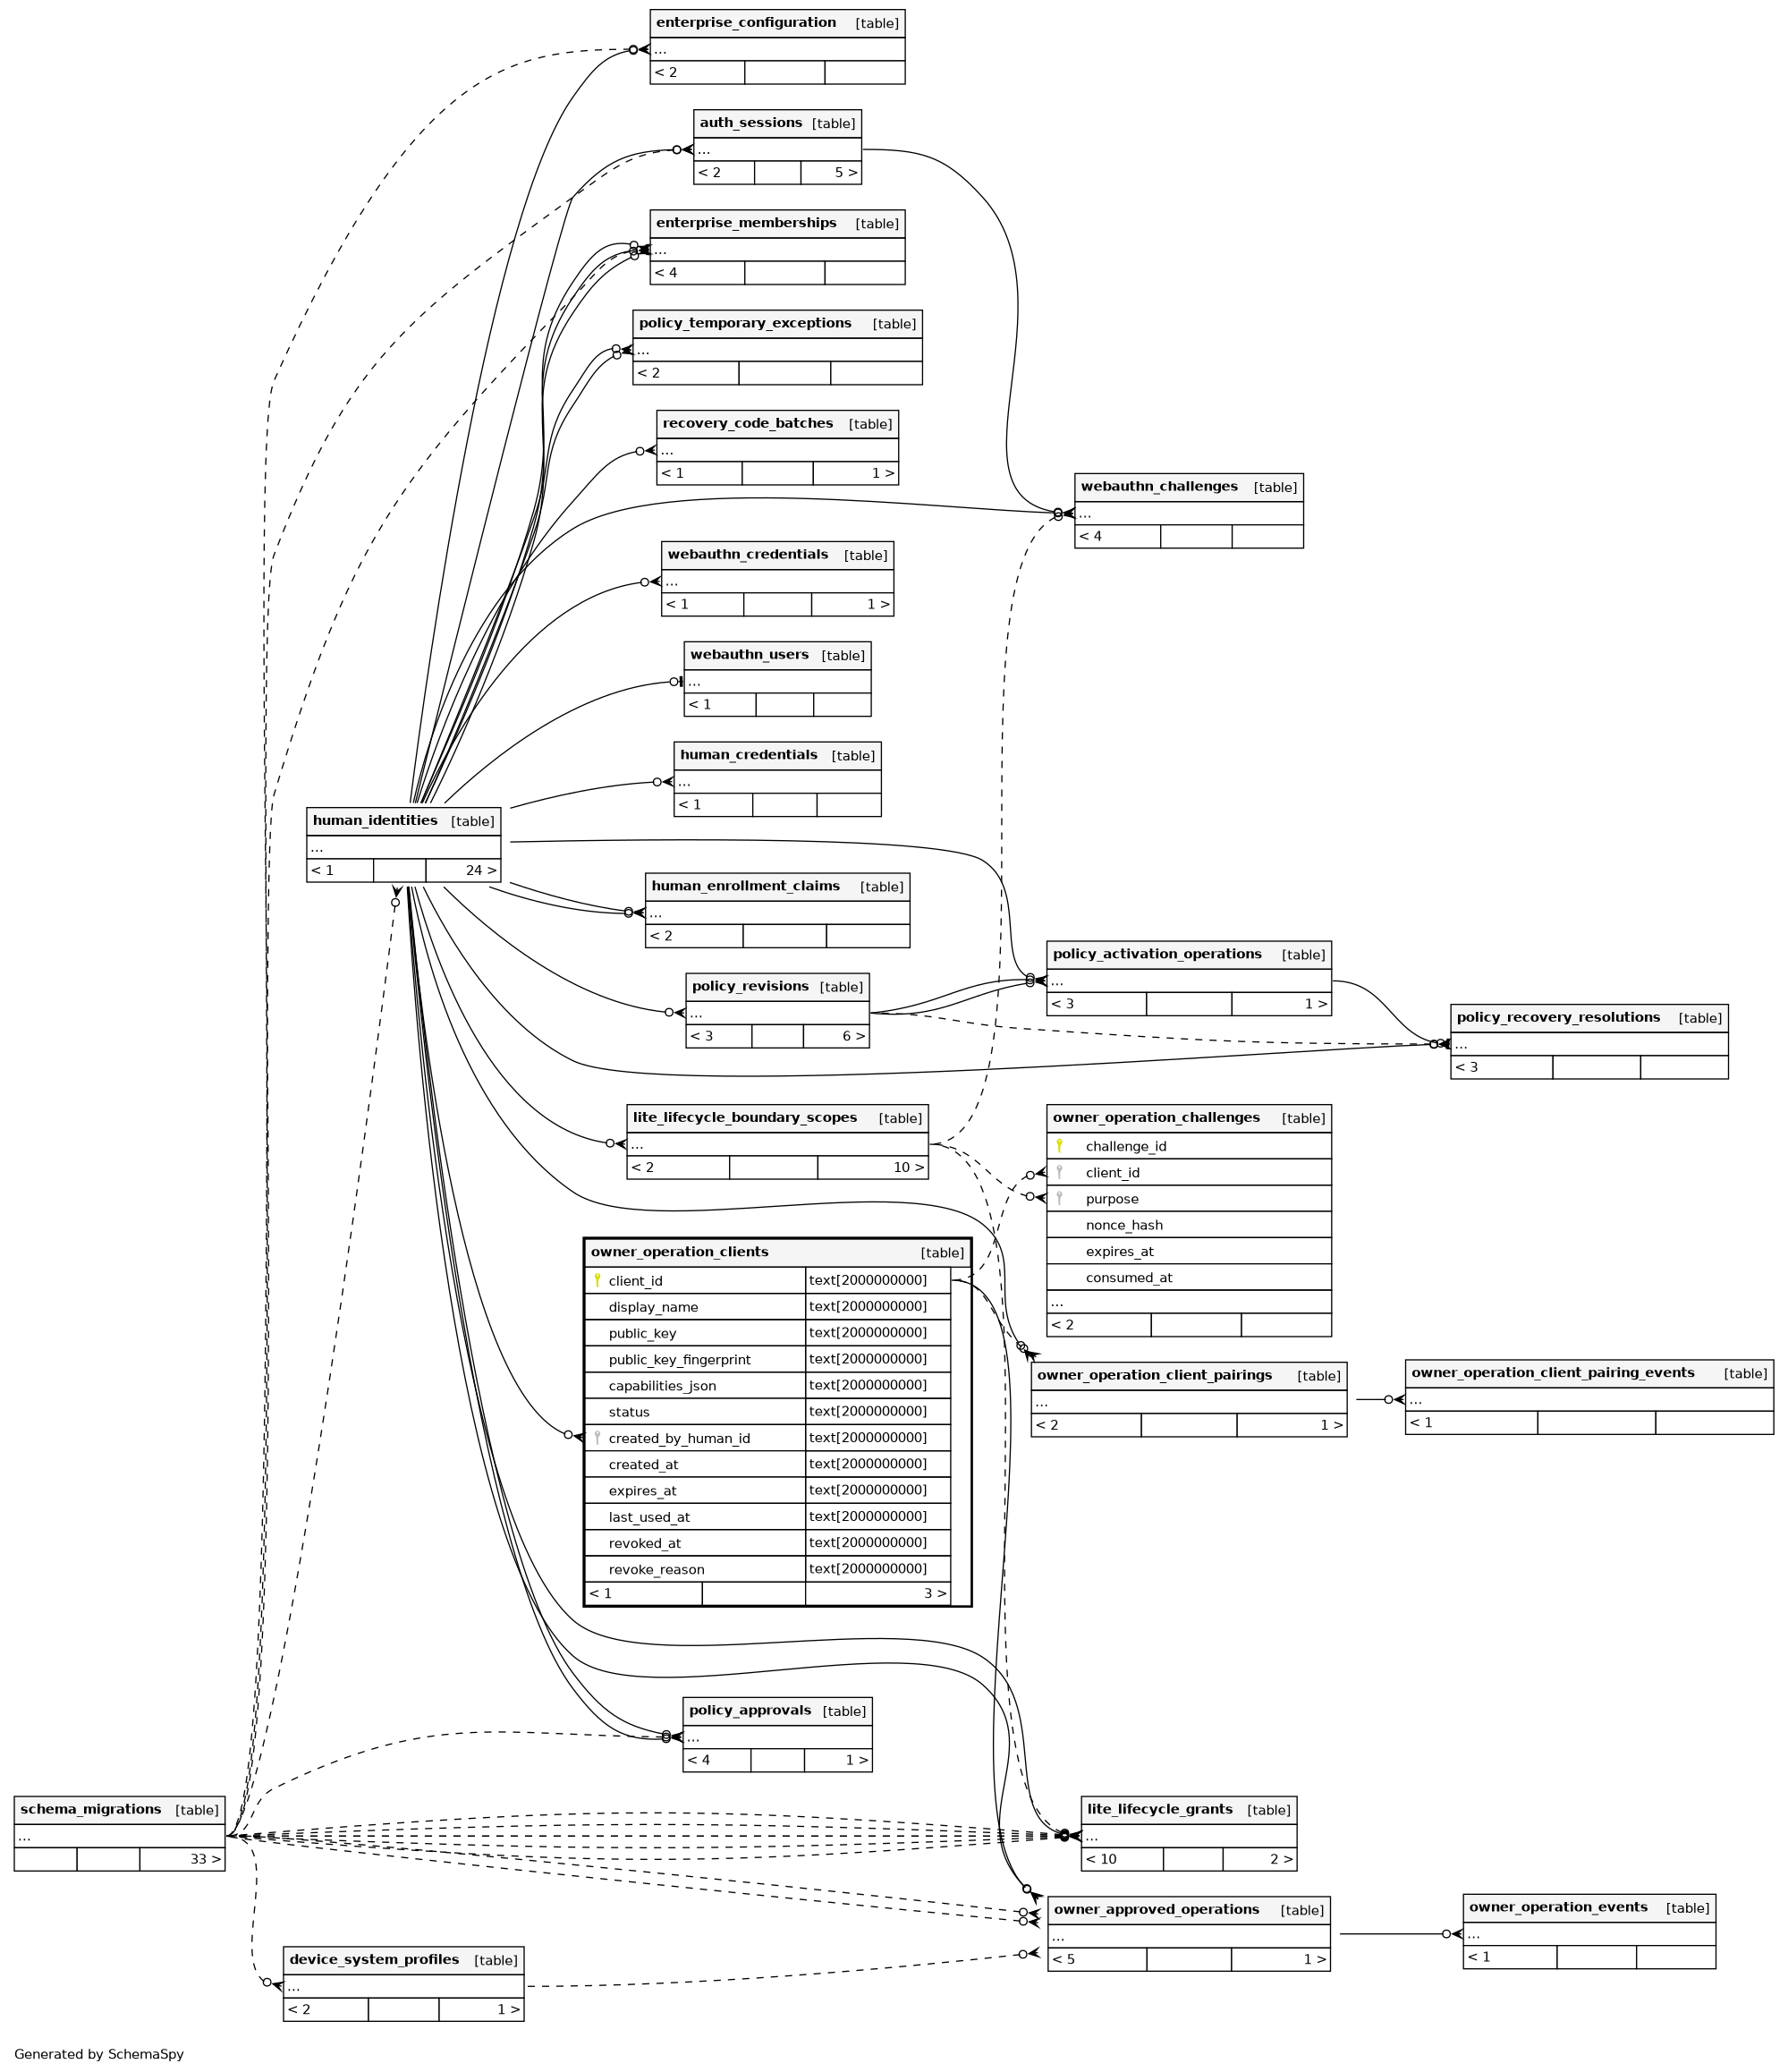 enterprise_configuration [table]
...
< 2
auth_sessions [table]
...
< 2 5 >
enterprise_memberships [table]
...
< 4
policy_temporary_exceptions [table]
...
< 2
recovery_code_batches [table]
...
< 1 1 >
webauthn_challenges [table]
...
< 4
webauthn_credentials [table]
...
< 1 1 >
webauthn_users [table]
...
< 1
human_credentials [table]
...
< 1
human_identities [table]
...
< 1 24 >
human_enrollment_claims [table]
...
< 2
policy_activation_operations [table]
...
< 3 1 >
policy_revisions [table]
...
< 3 6 >
policy_recovery_resolutions [table]
...
< 3
lite_lifecycle_boundary_scopes [table]
...
< 2 10 >
owner_operation_challenges [table]
challenge_id
client_id
purpose
nonce_hash
expires_at
consumed_at
...
< 2
owner_operation_clients [table]
client_id text[2000000000]
display_name text[2000000000]
public_key text[2000000000]
public_key_fingerprint text[2000000000]
capabilities_json text[2000000000]
status text[2000000000]
created_by_human_id text[2000000000]
created_at text[2000000000]
expires_at text[2000000000]
last_used_at text[2000000000]
revoked_at text[2000000000]
revoke_reason text[2000000000]
< 1 3 >
owner_operation_client_pairings [table]
...
< 2 1 >
owner_operation_client_pairing_events [table]
...
< 1
policy_approvals [table]
...
< 4 1 >
schema_migrations [table]
...
33 >
lite_lifecycle_grants [table]
...
< 10 2 >
owner_approved_operations [table]
...
< 5 1 >
owner_operation_events [table]
...
< 1
device_system_profiles [table]
...
< 2 1 >
Generated by SchemaSpy